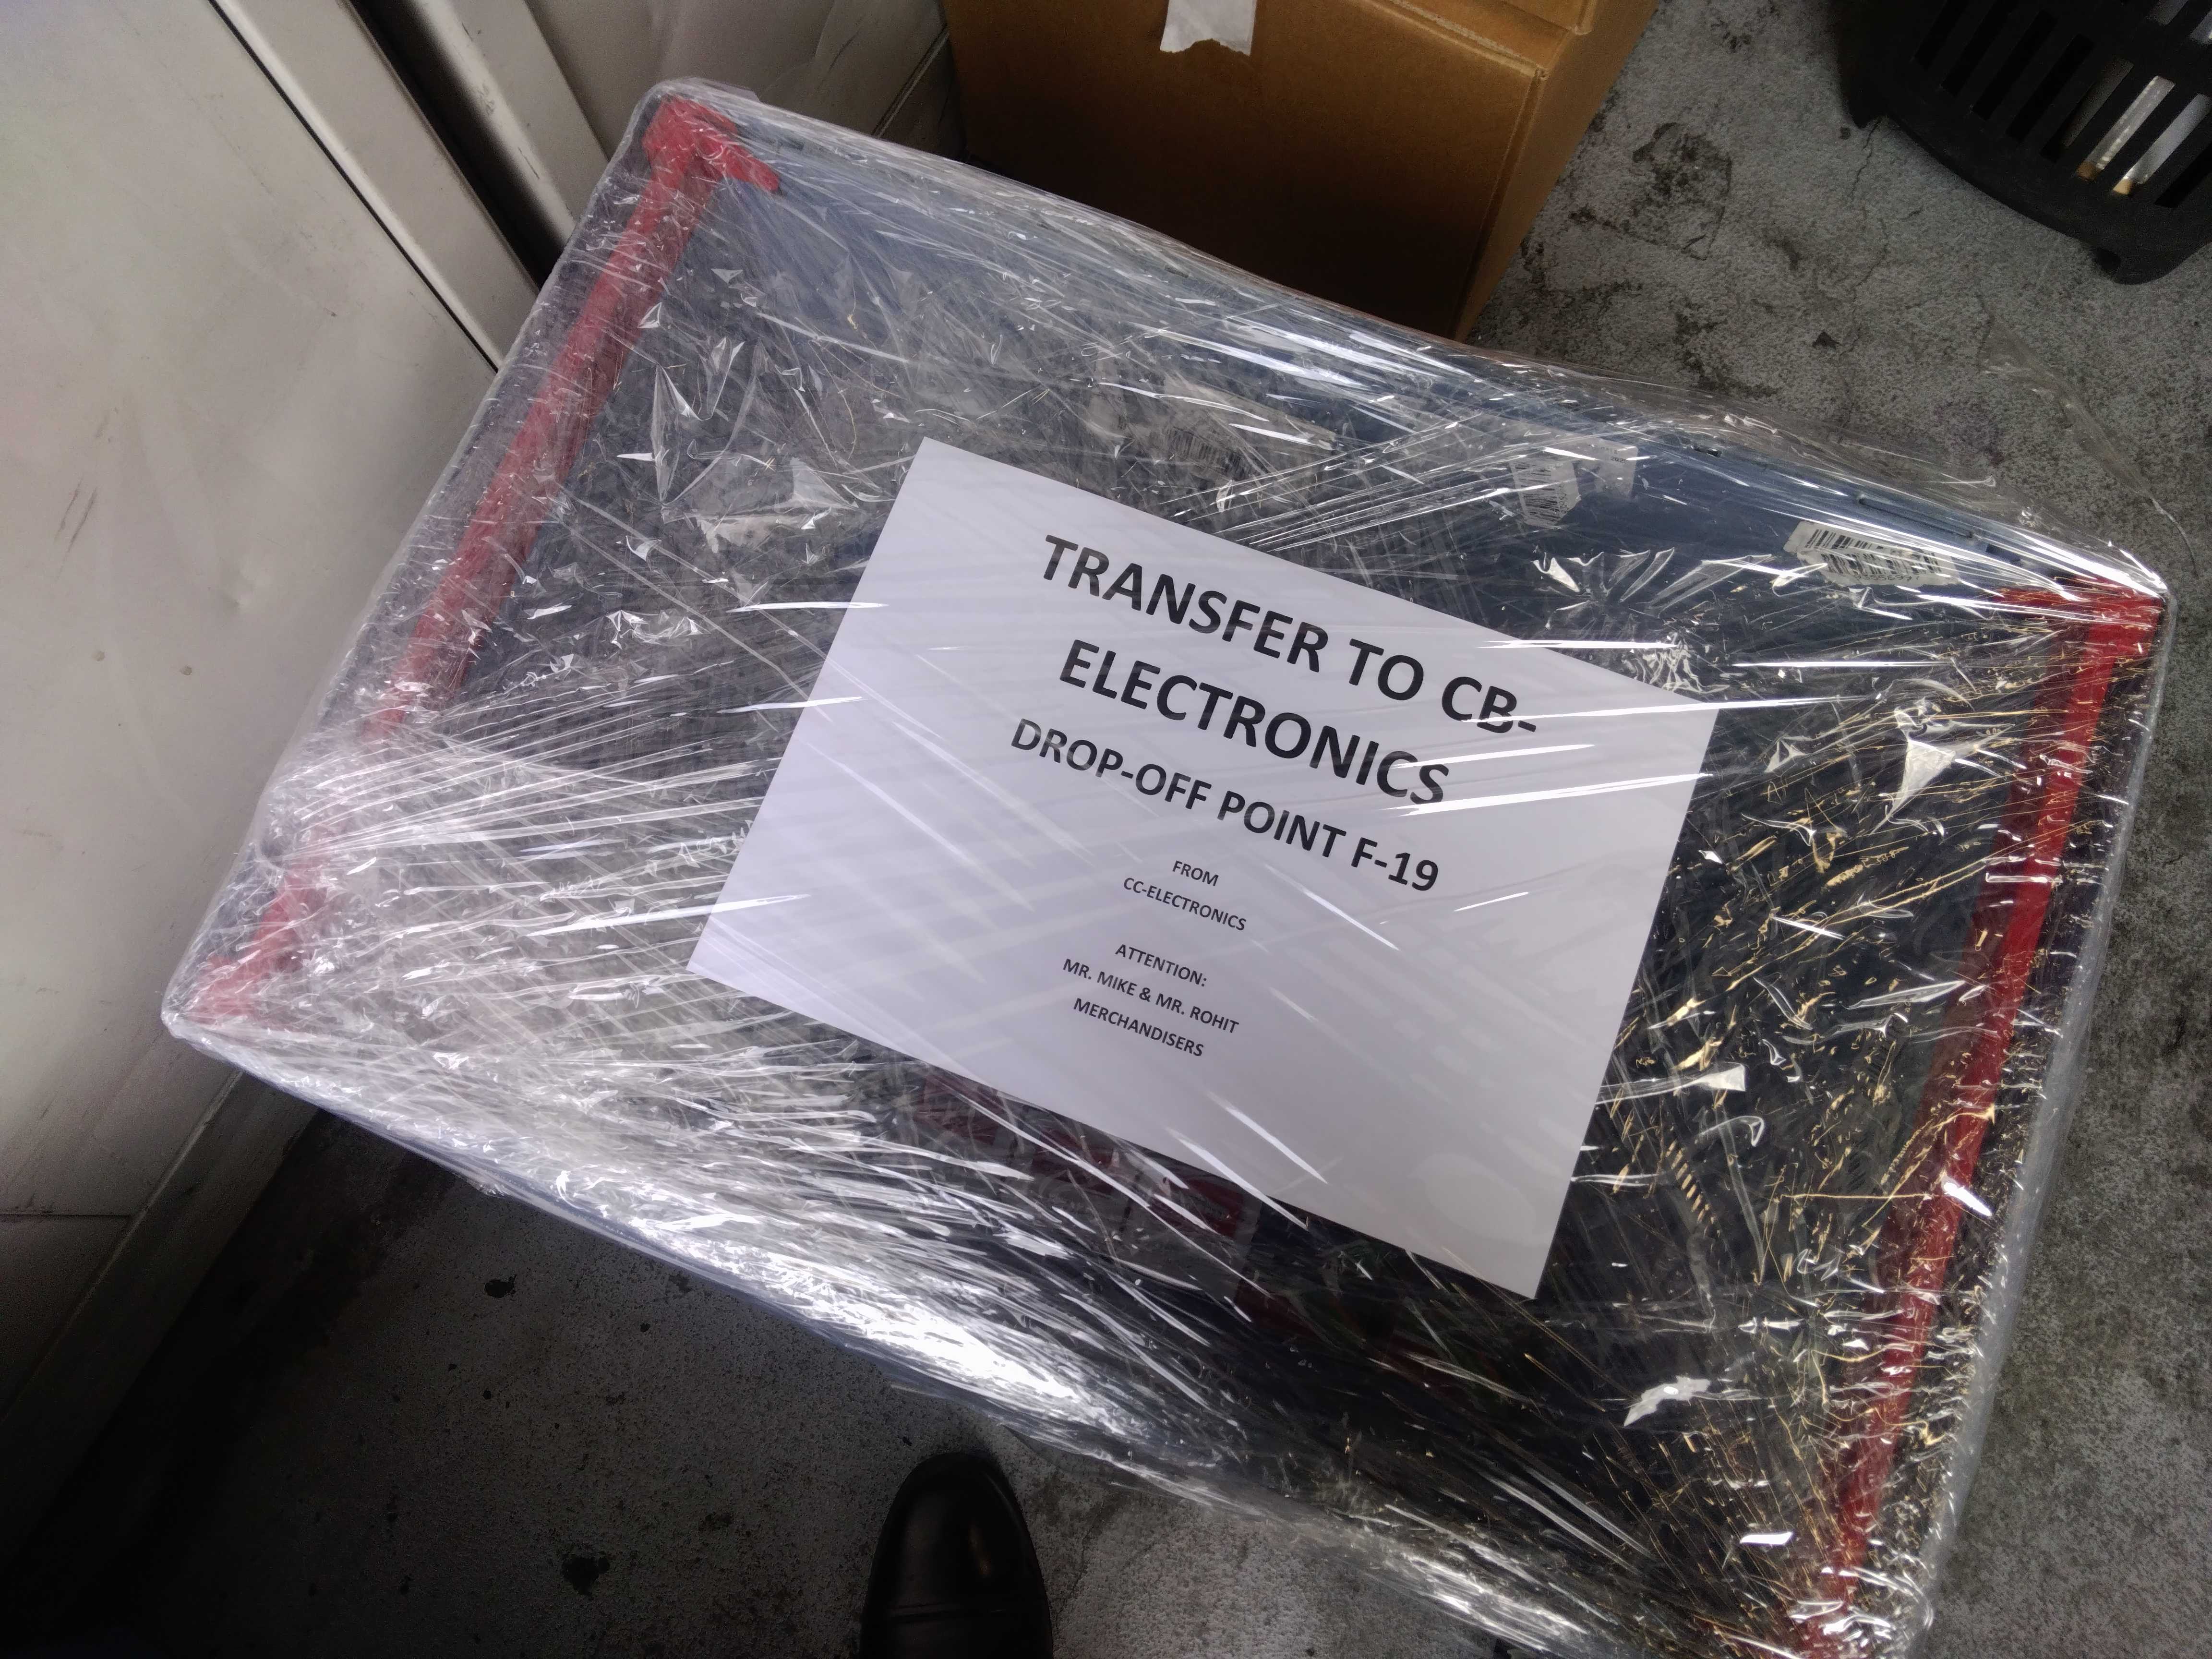 TRANSFER TO CB-
ELECTRONICS
DROP-OFF POINT F-19
FROM
CC-ELECTRONICS
ATTENTION:
MR. MIKE & MR. ROHIT
MERCHANDISERS